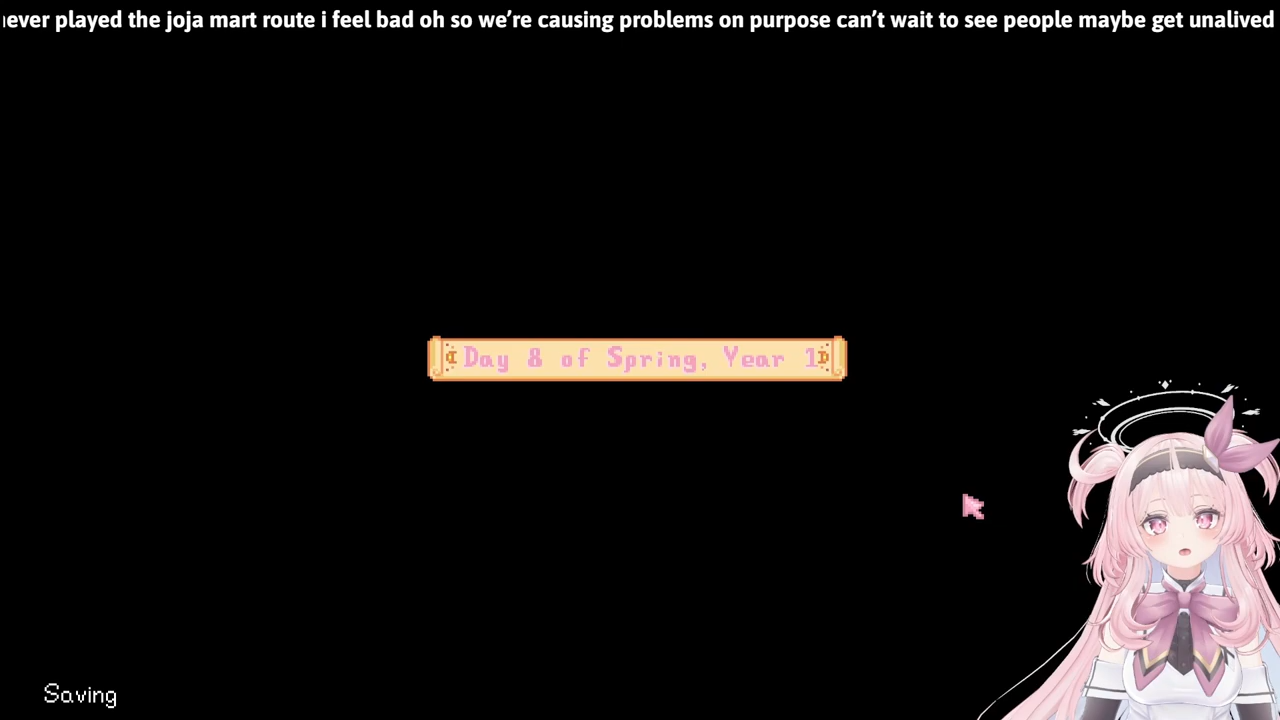 ever played the joja mart route i feel bad oh so we're causing problems on purpose can't wait to see people maybe get unalived
Day 8 of Spring, Year 1
Saving